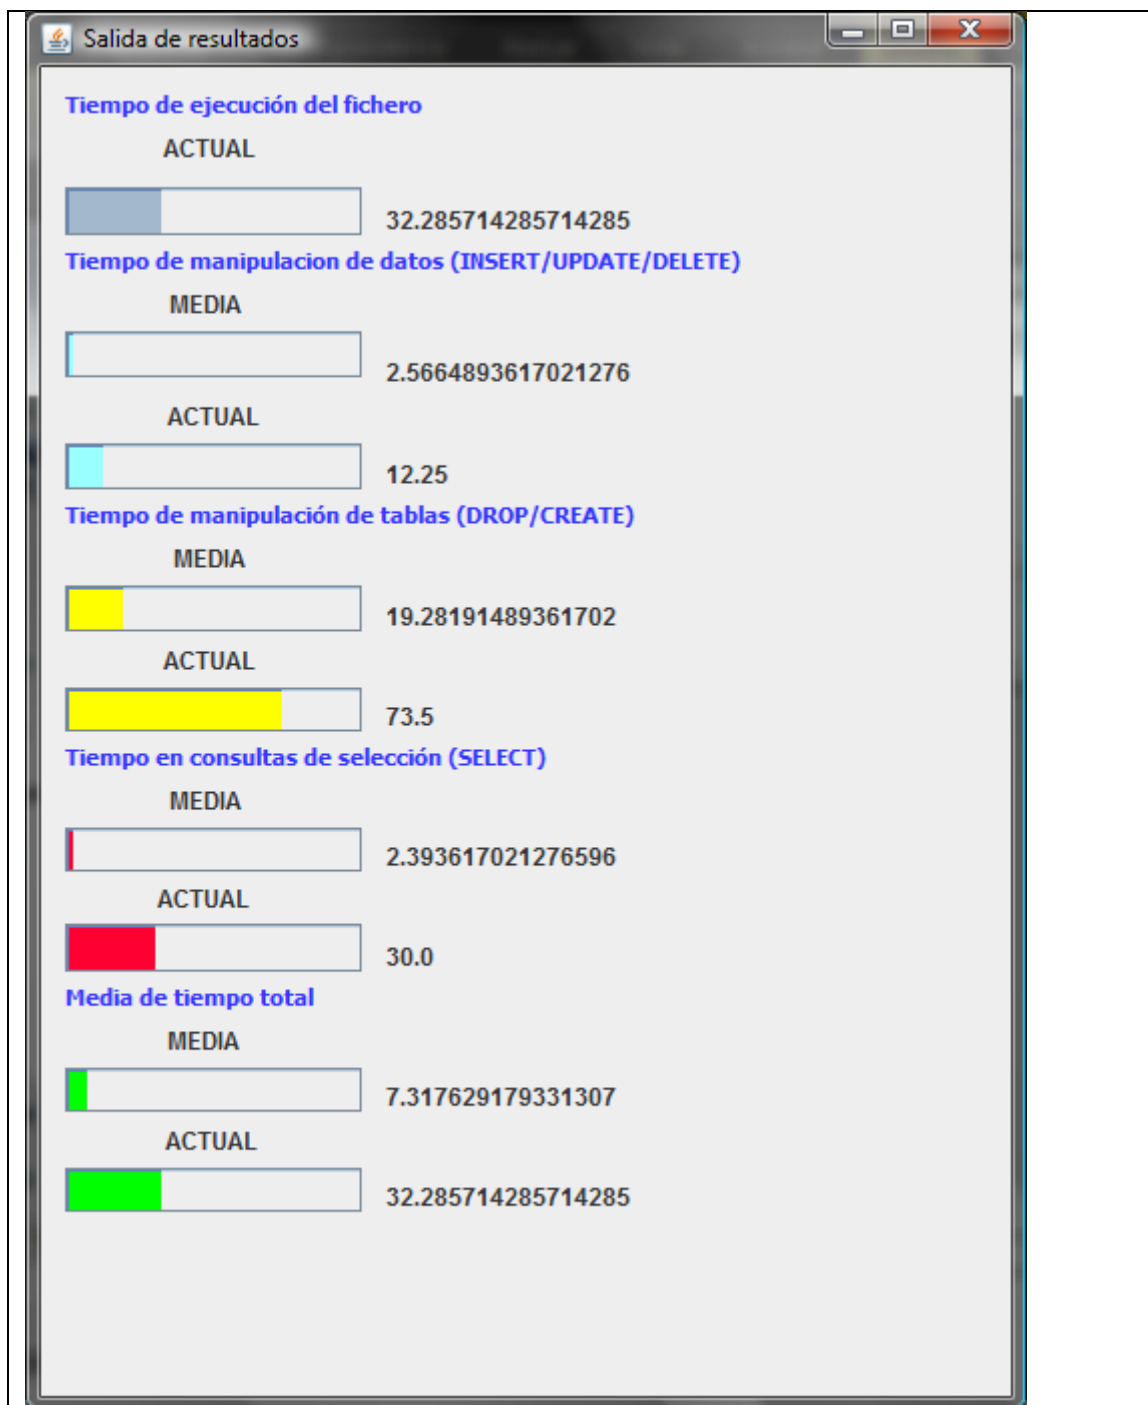 Salida de resultados
Tiempo de ejecución del fichero
ACTUAL
32.285714285714285
Tiempo de manipulacion de datos (INSERT/UPDATE/DELETE)
MEDIA
2.5664893617021276
ACTUAL
12.25
Tiempo de manipulación de tablas (DROP/CREATE)
MEDIA
19.28191489361702
ACTUAL
73.5
Tiempo en consultas de selección (SELECT)
MEDIA
2.393617021276596
ACTUAL
30.0
Media de tiempo total
MEDIA
7.317629179331307
ACTUAL
32.285714285714285